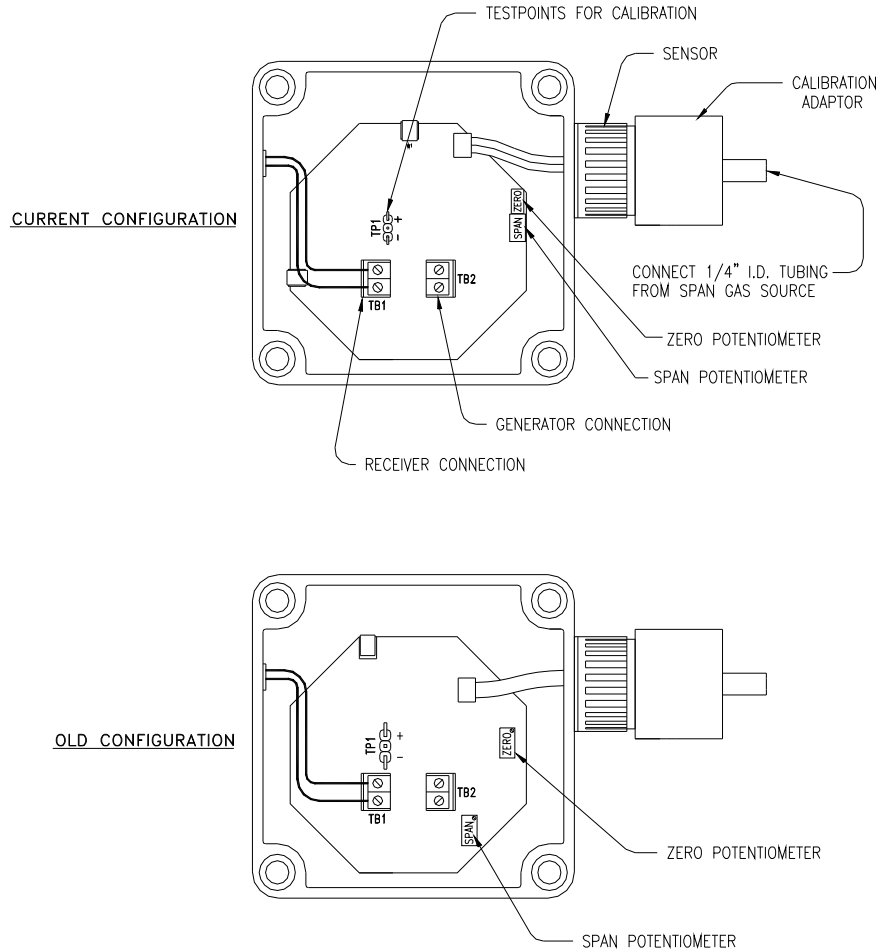 TESTPOINTS FOR CALIBRATION
SENSOR
CALIBRATION
ADAPTOR
CURRENT CONFIGURATION
TP1
+
-
ZERO
SPAN
TB1
TB2
CONNECT 1/4" I.D. TUBING
FROM SPAN GAS SOURCE
ZERO POTENTIOMETER
SPAN POTENTIOMETER
GENERATOR CONNECTION
RECEIVER CONNECTION
OLD CONFIGURATION
TP1
+
-
ZERO
TB2
TB1
SPAN
ZERO POTENTIOMETER
SPAN POTENTIOMETER